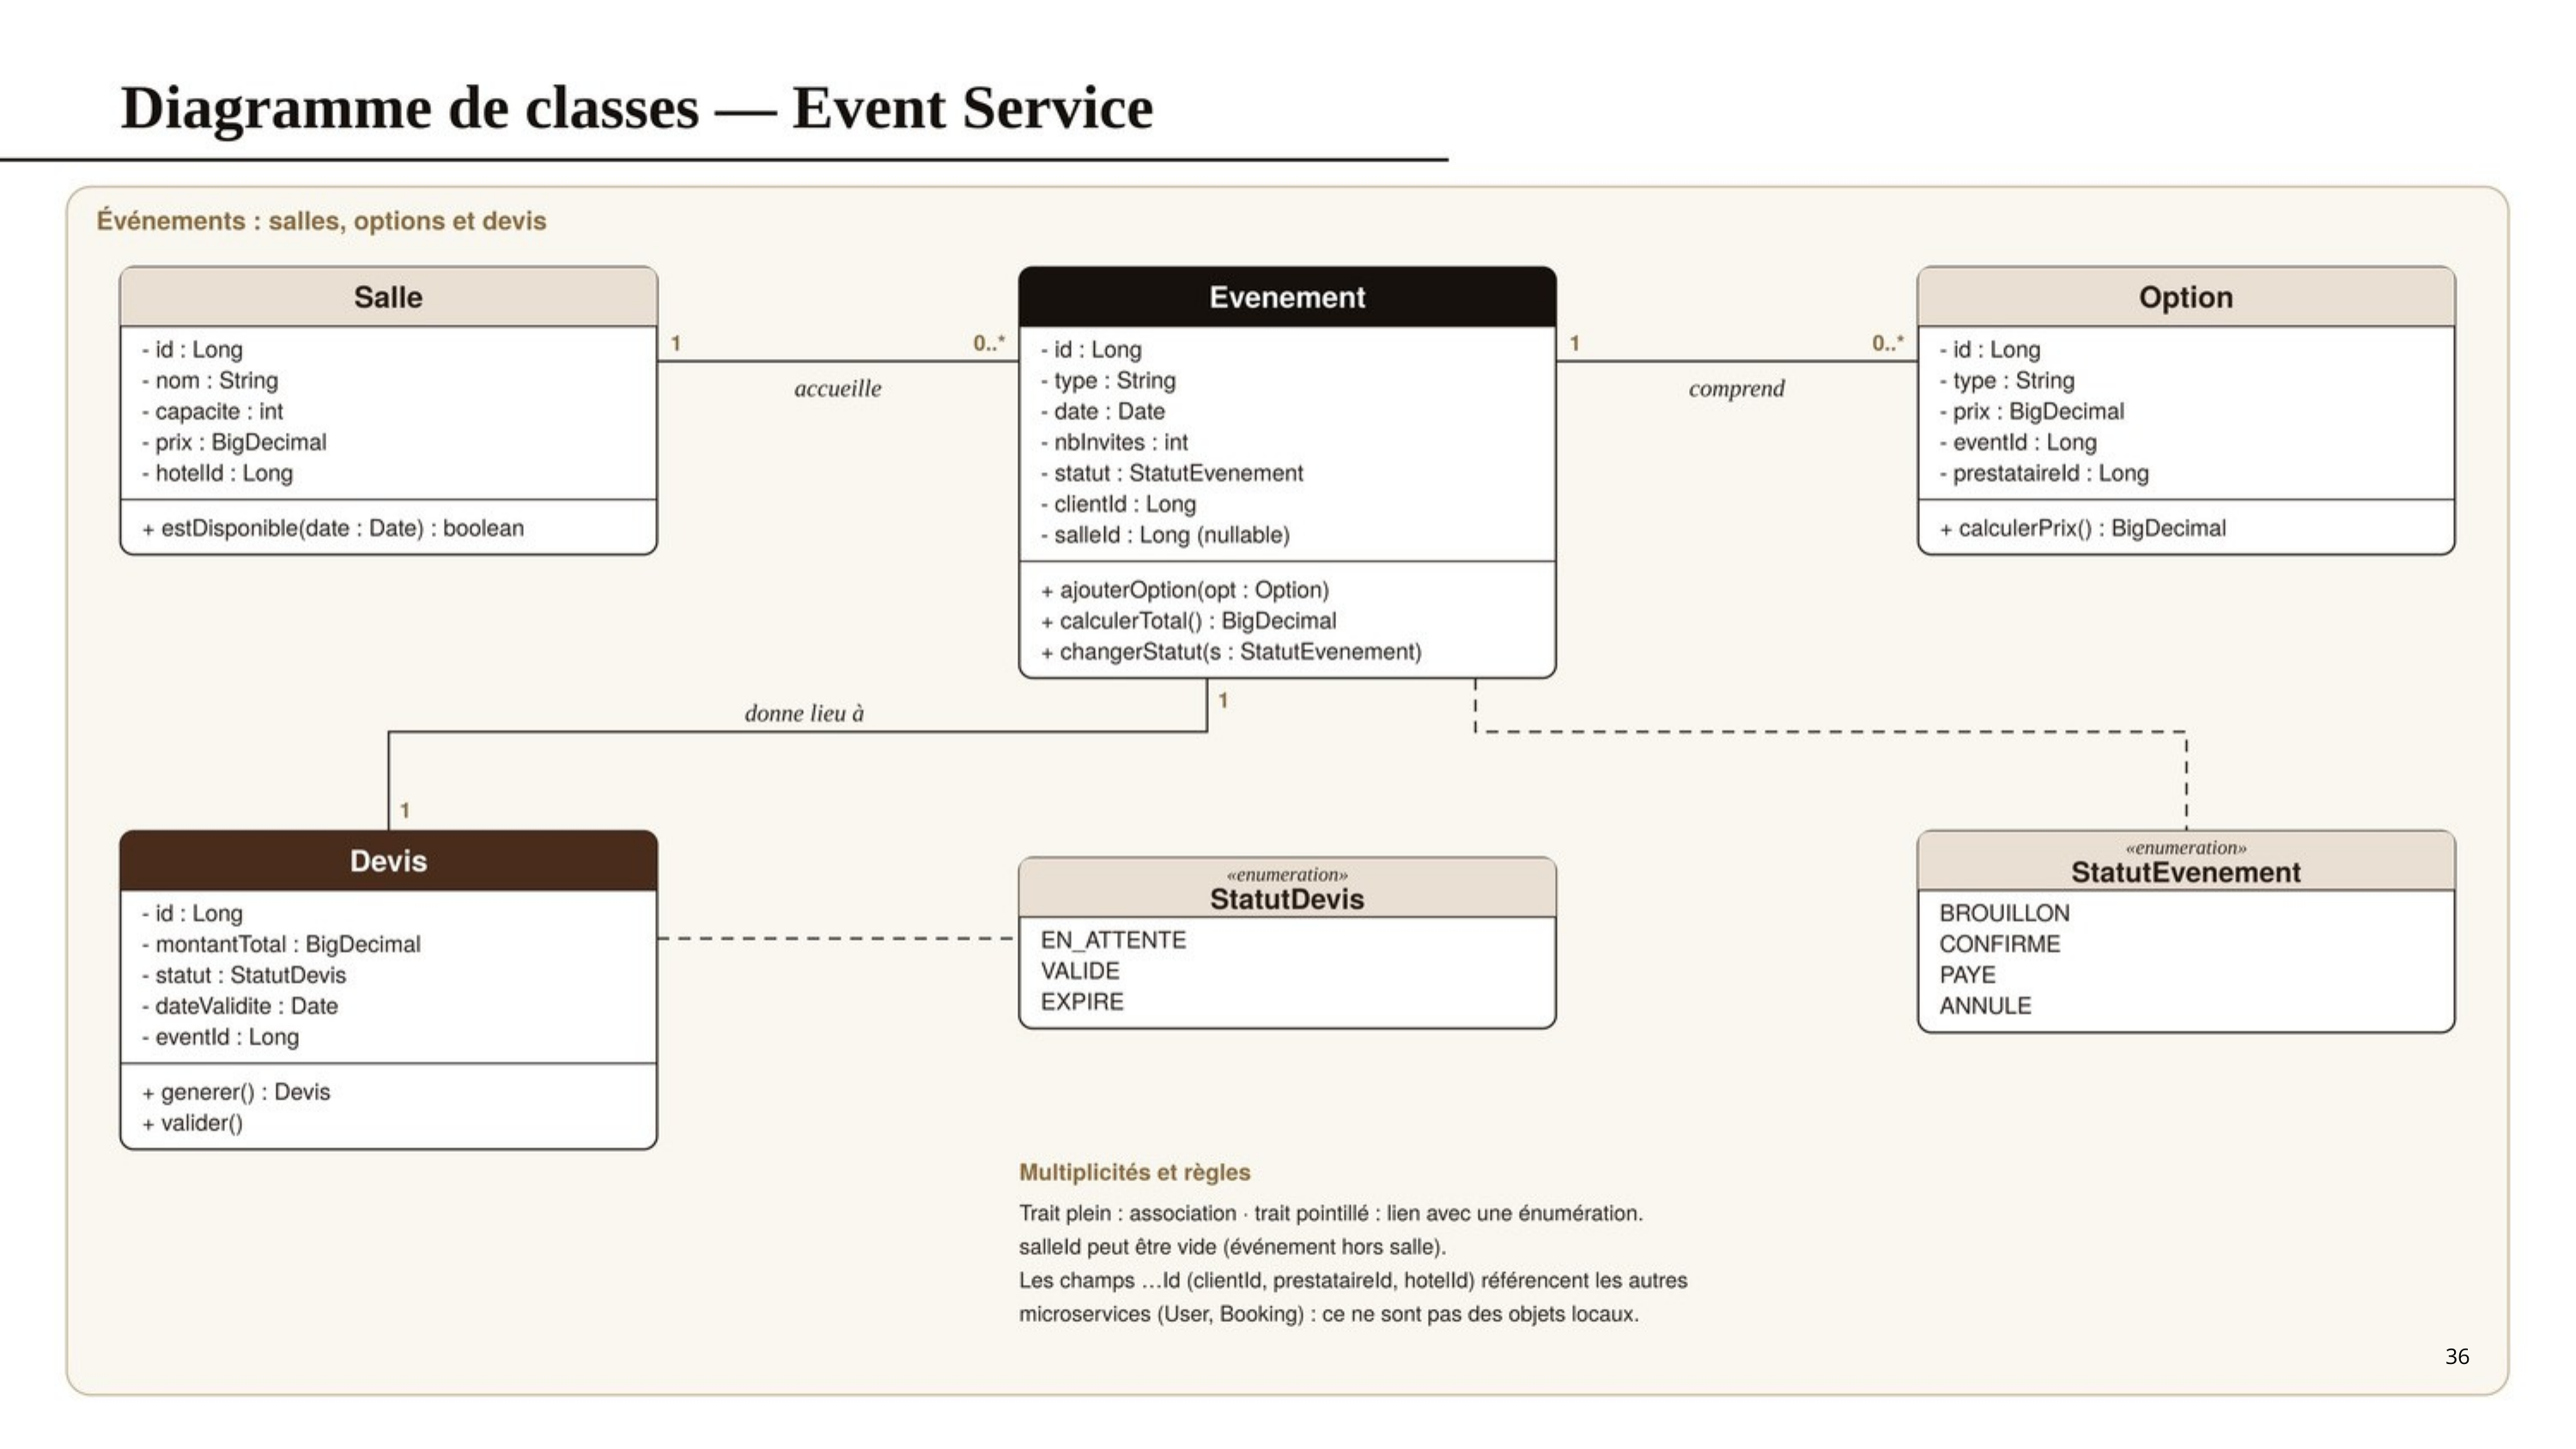 Diagramme de classes — Event Service
Événements : salles, options et devis
Salle
- id : Long
- nom : String
- capacite : int
- prix : BigDecimal
- hotelId : Long
+ estDisponible(date : Date) : boolean
1
0..*
accueille
Evenement
- id : Long
- type : String
- date : Date
- nbInvites : int
- statut : StatutEvenement
- clientId : Long
- salleId : Long (nullable)
+ ajouterOption(opt : Option)
+ calculerTotal() : BigDecimal
+ changerStatut(s : StatutEvenement)
1
0..*
comprend
Option
- id : Long
- type : String
- prix : BigDecimal
- eventId : Long
- prestataireId : Long
+ calculerPrix() : BigDecimal
1
donne lieu à
1
Devis
- id : Long
- montantTotal : BigDecimal
- statut : StatutDevis
- dateValidite : Date
- eventId : Long
+ generer() : Devis
+ valider()
«enumeration»
StatutDevis
EN_ATTENTE
VALIDE
EXPIRE
«enumeration»
StatutEvenement
BROUILLON
CONFIRME
PAYE
ANNULE
Multiplicités et règles
Trait plein : association · trait pointillé : lien avec une énumération.
salleId peut être vide (événement hors salle).
Les champs …Id (clientId, prestataireId, hotelId) référencent les autres
microservices (User, Booking) : ce ne sont pas des objets locaux.
36